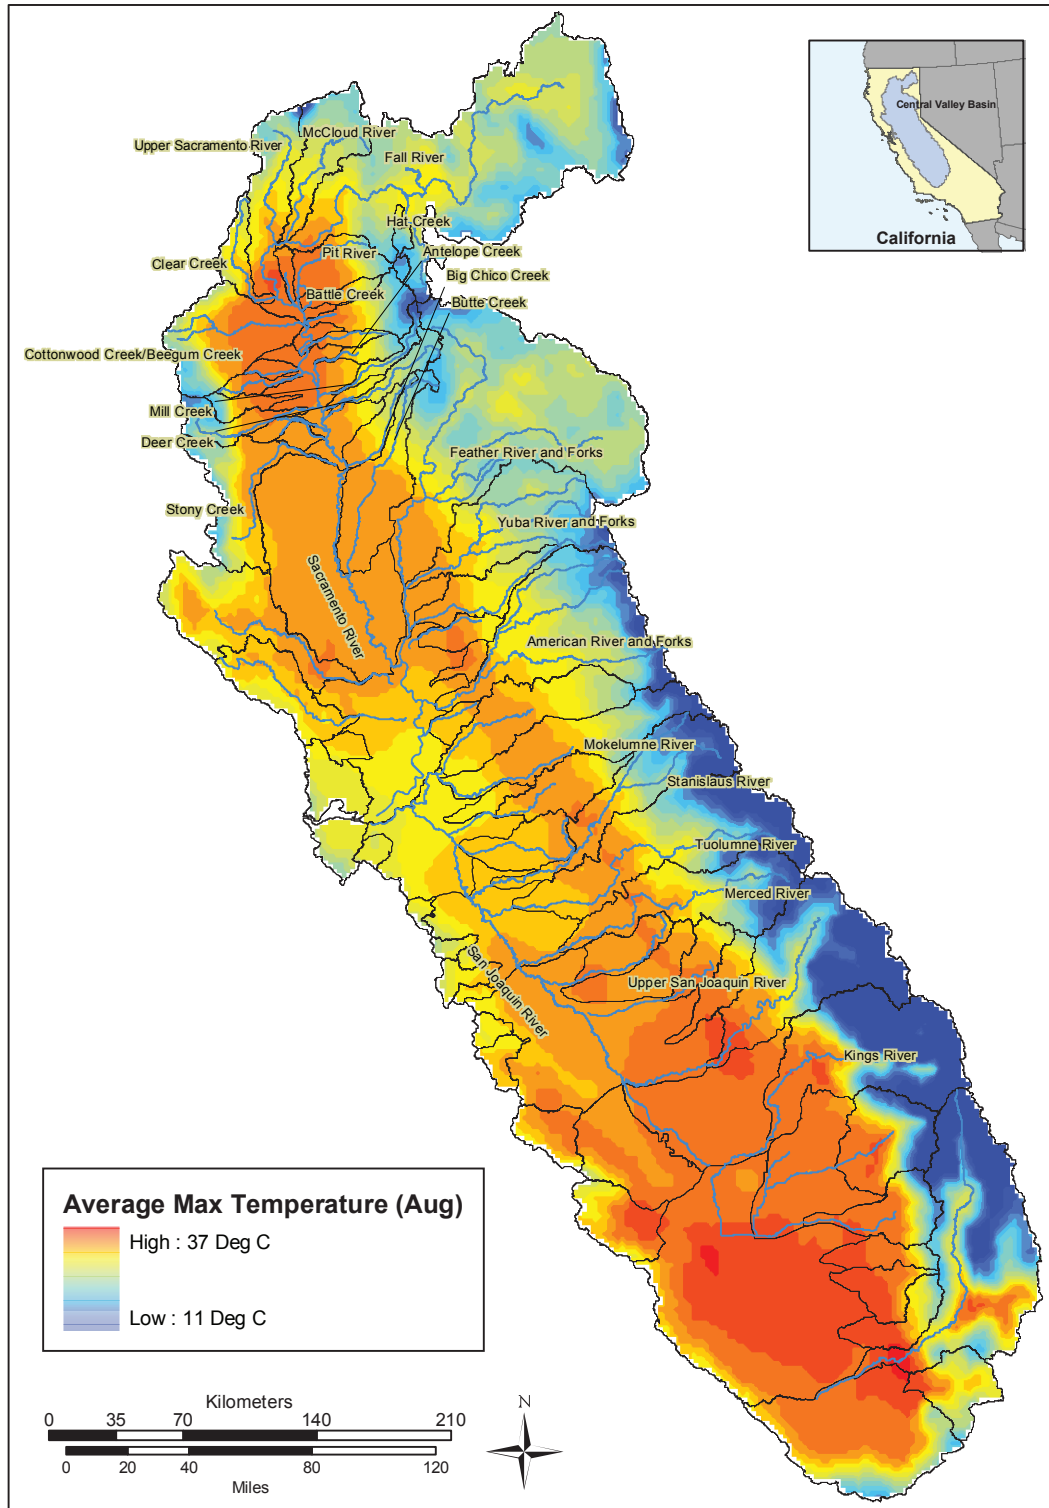 Central Valley Basin
California
McCloud River
Upper Sacramento River
Fall River
Hat Creek
Antelope Creek
Pit River
Clear Creek
Big Chico Creek
Battle Creek
Butte Creek
Cottonwood Creek/Beegum Creek
Mill Creek
Deer Creek
Feather River and Forks
Stony Creek
Yuba River and Forks
Sacramento River
American River and Forks
Mokelumne River
Stanislaus River
Tuolumne River
Merced River
San Joaquin River
Upper San Joaquin River
Kings River
Average Max Temperature (Aug)
High : 37 Deg C
Low : 11 Deg C
Kilometers
0 35 70 140 210
0 20 40 80 120
Miles
N